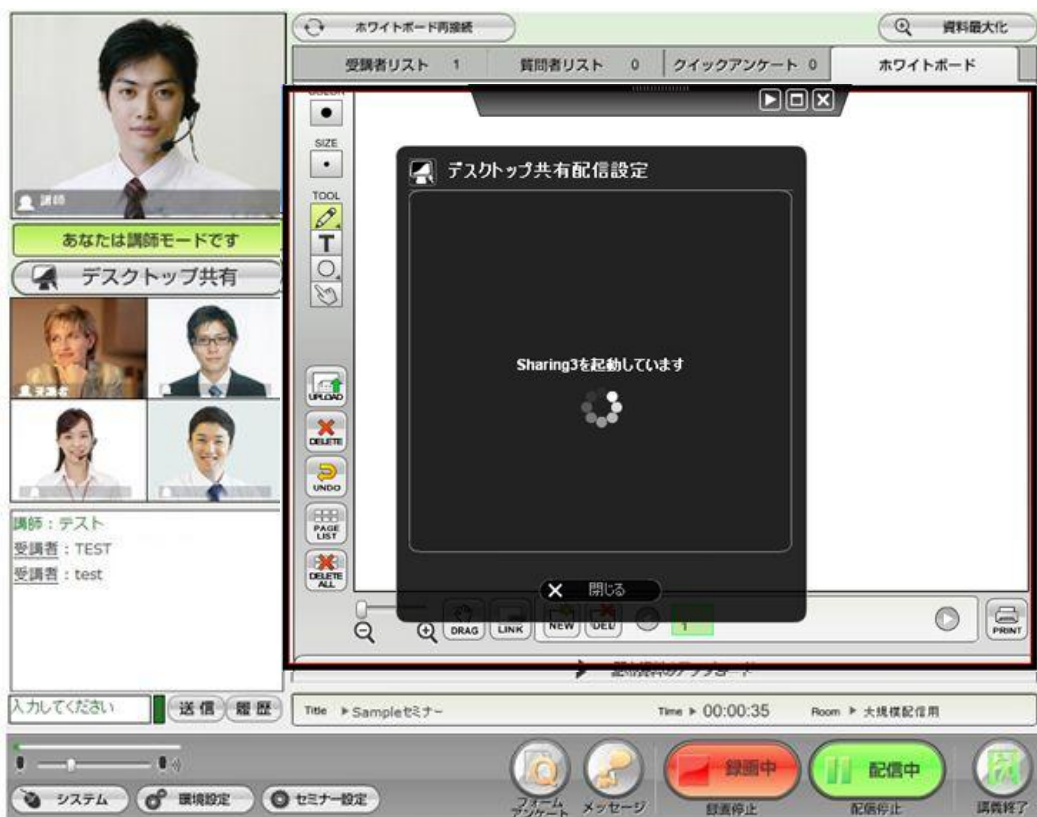 ホワイトボード再接続
資料最大化
受講者リスト 1
質問者リスト 0
クイックアンケート 0
ホワイトボード
講師
あなたは講師モードです
デスクトップ共有
受講者
講師：テスト
受講者：TEST
受講者：test
入力してください
送信
履歴
COLOR
SIZE
TOOL
T
UPLOAD
DELETE
UNDO
PAGE
LIST
DELETE
ALL
デスクトップ共有配信設定
Sharing3を起動しています
閉じる
DRAG
LINK
NEW
DEL
1
PRINT
Title
Sampleセミナー
Time
00:00:35
Room
大規模配信用
システム
環境設定
セミナー設定
フォーム
アンケート
メッセージ
録画中
録画停止
配信中
配信停止
講義終了